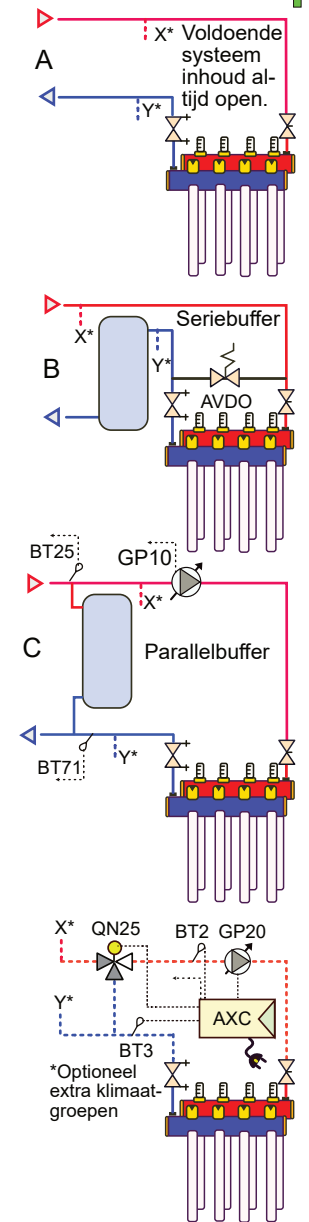 X* Voldoende
A systeem
inhoud al-
tijd open.
Y*
Seriebuffer
X*
Y*
B
AVDO
BT25
GP10
X*
C Parallelbuffer
Y*
BT71
X* QN25 BT2 GP20
Y*
AXC
BT3
*Optioneel
extra klimaat-
groepen